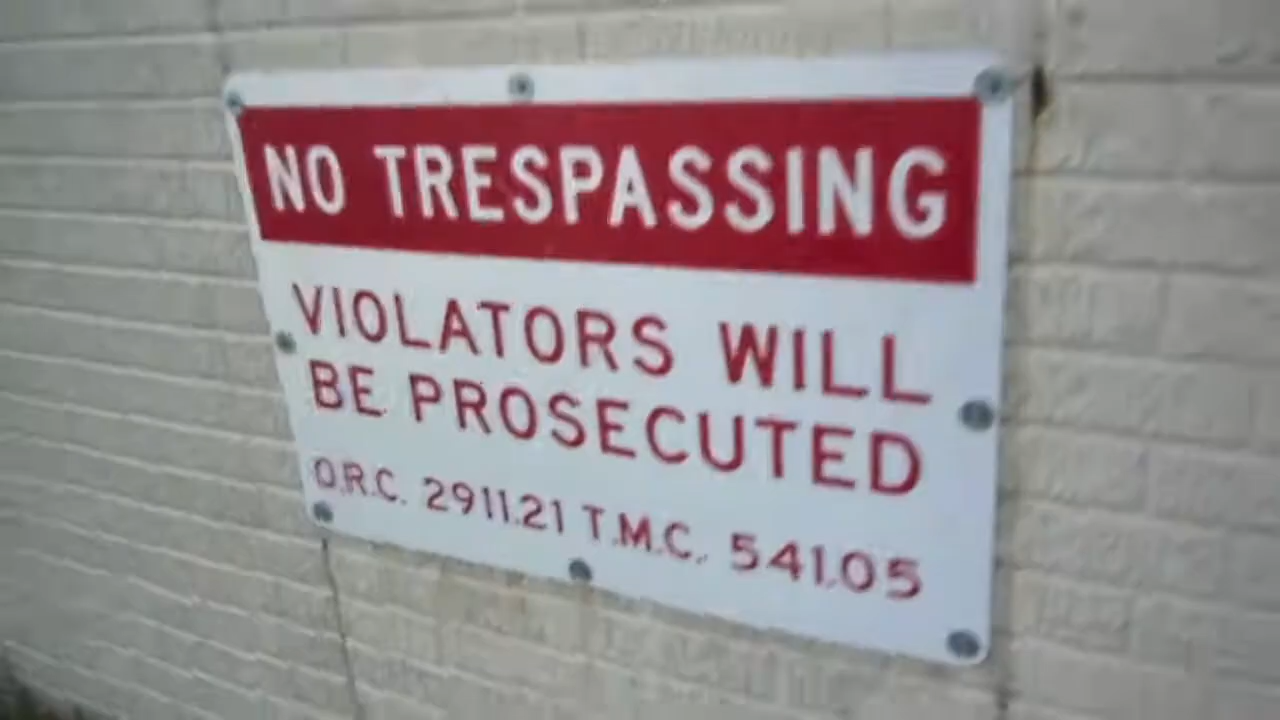 NO TRESPASSING
VIOLATORS WILL
BE PROSECUTED
O.R.C. 2911.21 T.M.C. 541.05